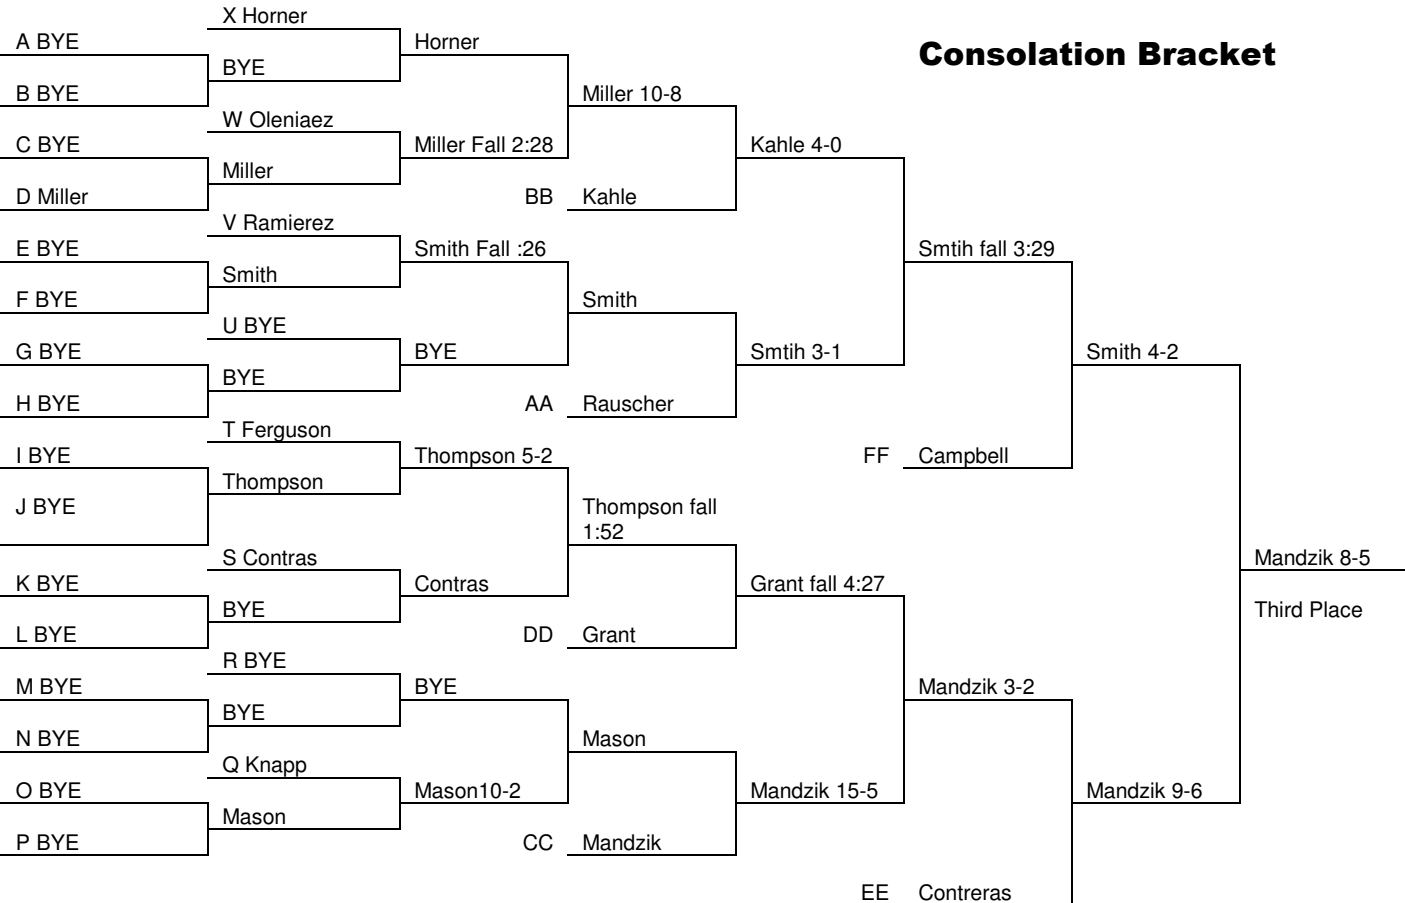 X Horner
A BYE
Horner
Consolation Bracket
BYE
B BYE
Miller 10-8
W Oleniaez
C BYE
Miller Fall 2:28
Kahle 4-0
Miller
D Miller
BB
Kahle
V Ramierez
E BYE
Smith Fall :26
Smtih fall 3:29
Smith
F BYE
Smith
U BYE
G BYE
BYE
Smtih 3-1
Smith 4-2
BYE
H BYE
AA
Rauscher
T Ferguson
I BYE
Thompson 5-2
FF
Campbell
Thompson
J BYE
Thompson fall
1:52
S Contras
Mandzik 8-5
K BYE
Contras
Grant fall 4:27
BYE
Third Place
L BYE
DD
Grant
R BYE
M BYE
BYE
Mandzik 3-2
BYE
N BYE
Mason
Q Knapp
O BYE
Mason10-2
Mandzik 15-5
Mandzik 9-6
Mason
P BYE
CC
Mandzik
EE
Contreras